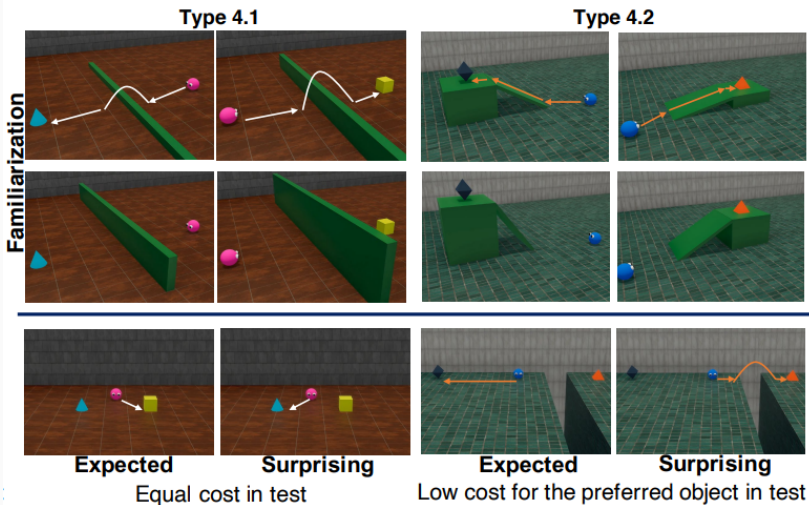 Type 4.1
Type 4.2
Familiarization
Expected
Surprising
Expected
Surprising
Equal cost in test
Low cost for the preferred object in test